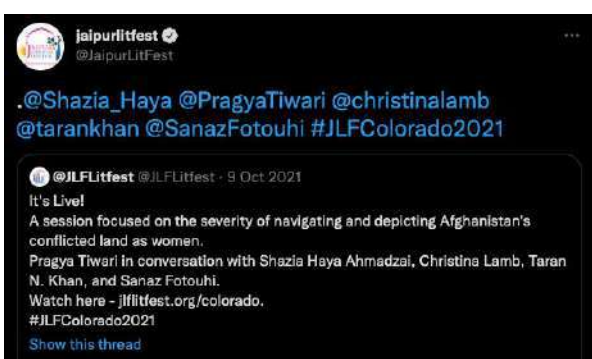 jaipurlitfest
@JaipurLitFest
.@Shazia_Haya @PragyaTiwari @christinalamb
@tarankhan @SanazFotouhi #JLFColorado2021
@JLFLitfest @JLFLitfest · 9 Oct 2021
It's Live!
A session focused on the severity of navigating and depicting Afghanistan's
conflicted land as women.
Pragya Tiwari in conversation with Shazia Haya Ahmadzai, Christina Lamb, Taran
N. Khan, and Sanaz Fotouhi.
Watch here - jlflitfest.org/colorado.
#JLFColorado2021
Show this thread